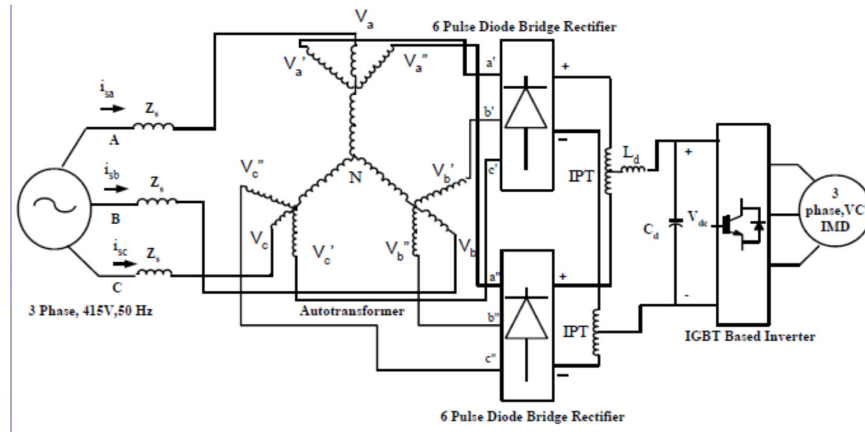 6 Pulse Diode Bridge Rectifier
V_a
V_a'
V_a"
a'
+
i_sa
Z_s
A
b'
−
V_c"
V_b'
c'
L_d
N
IPT
+
i_sb
Z_s
B
V_dc
C_d
3
phase,VC
IMD
V_c
V_c'
V_b"
V_b
i_sc
Z_s
C
a"
+
-
3 Phase, 415V,50 Hz
Autotransformer
b"
IPT
IGBT Based Inverter
c"
−
6 Pulse Diode Bridge Rectifier